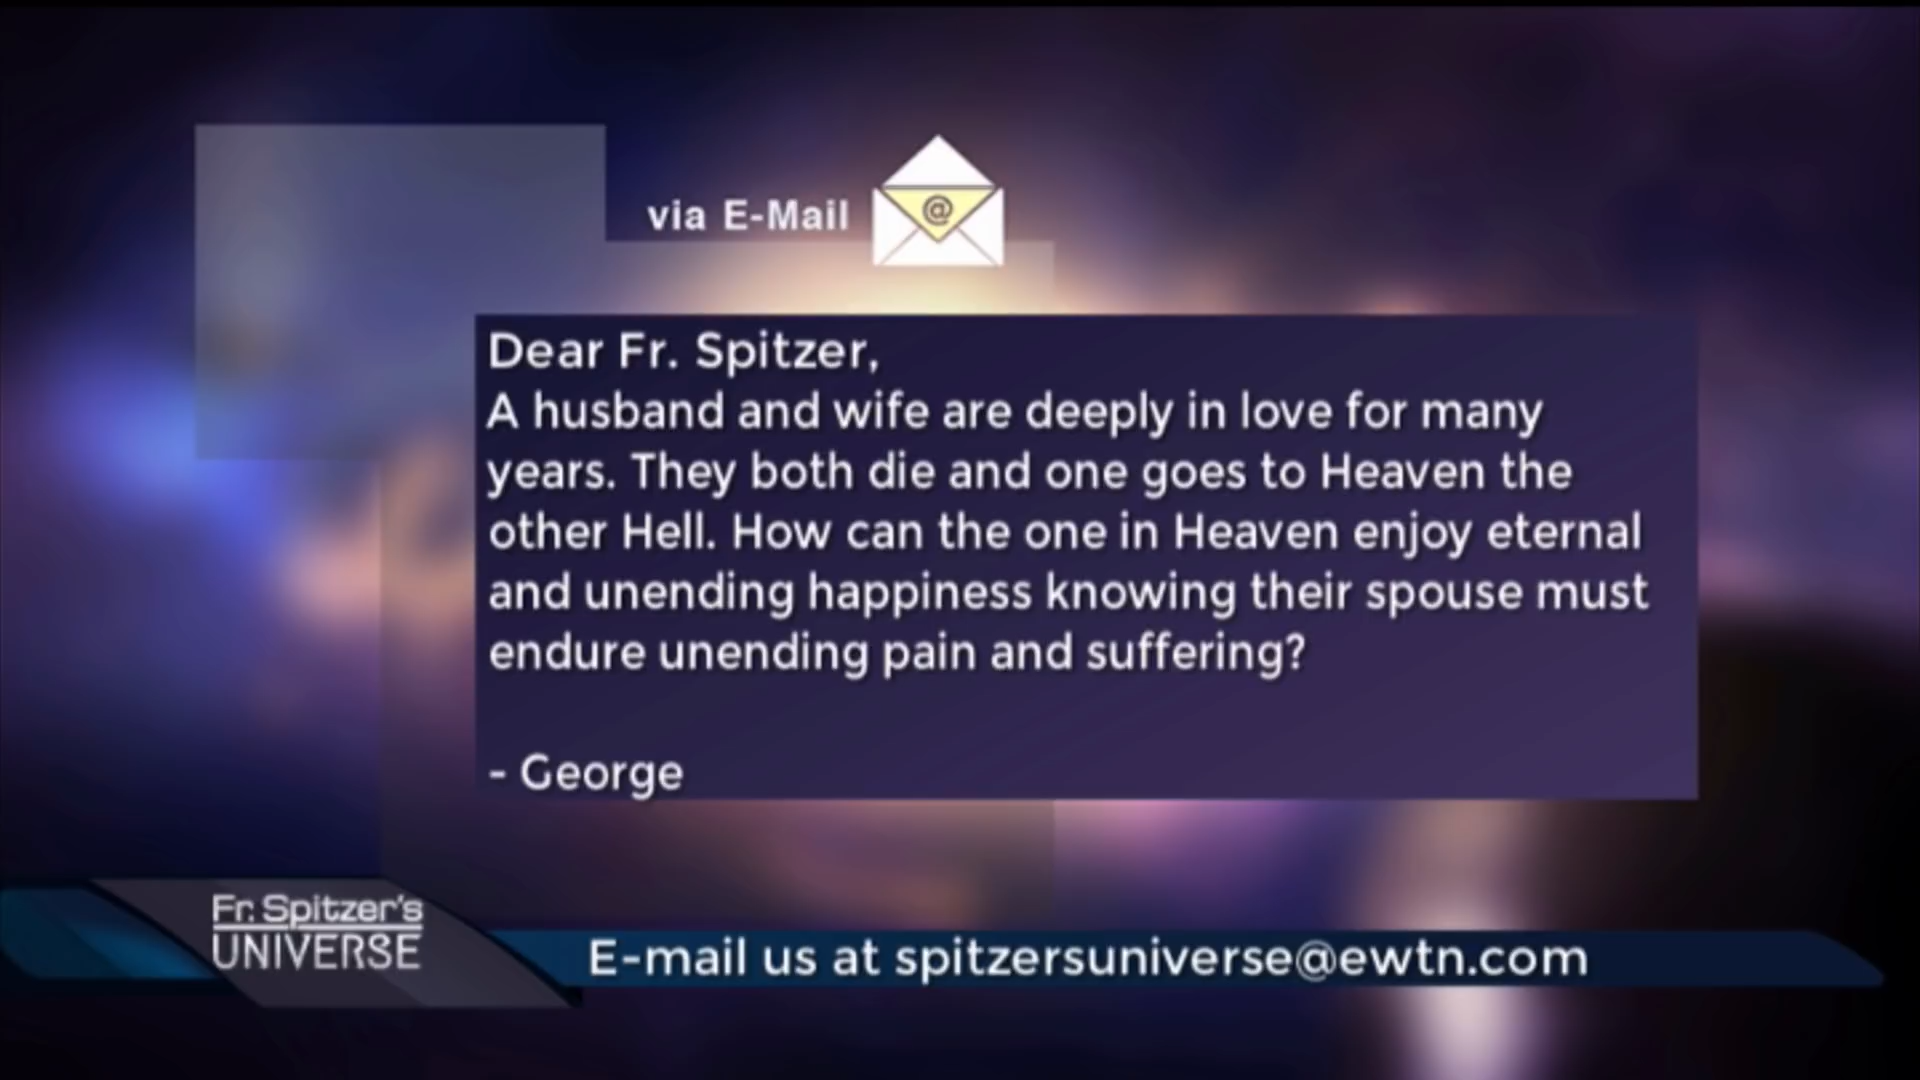 via E-Mail
@
Dear Fr. Spitzer,
A husband and wife are deeply in love for many
years. They both die and one goes to Heaven the
other Hell. How can the one in Heaven enjoy eternal
and unending happiness knowing their spouse must
endure unending pain and suffering?
- George
Fr. Spitzer's
UNIVERSE
E-mail us at spitzersuniverse@ewtn.com